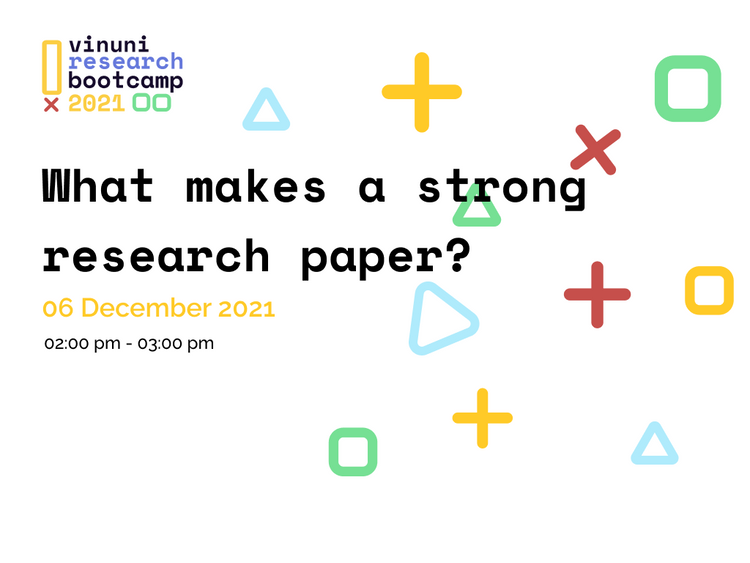 vinuni
research
bootcamp
2021
What makes a strong
research paper?
06 December 2021
02:00 pm - 03:00 pm